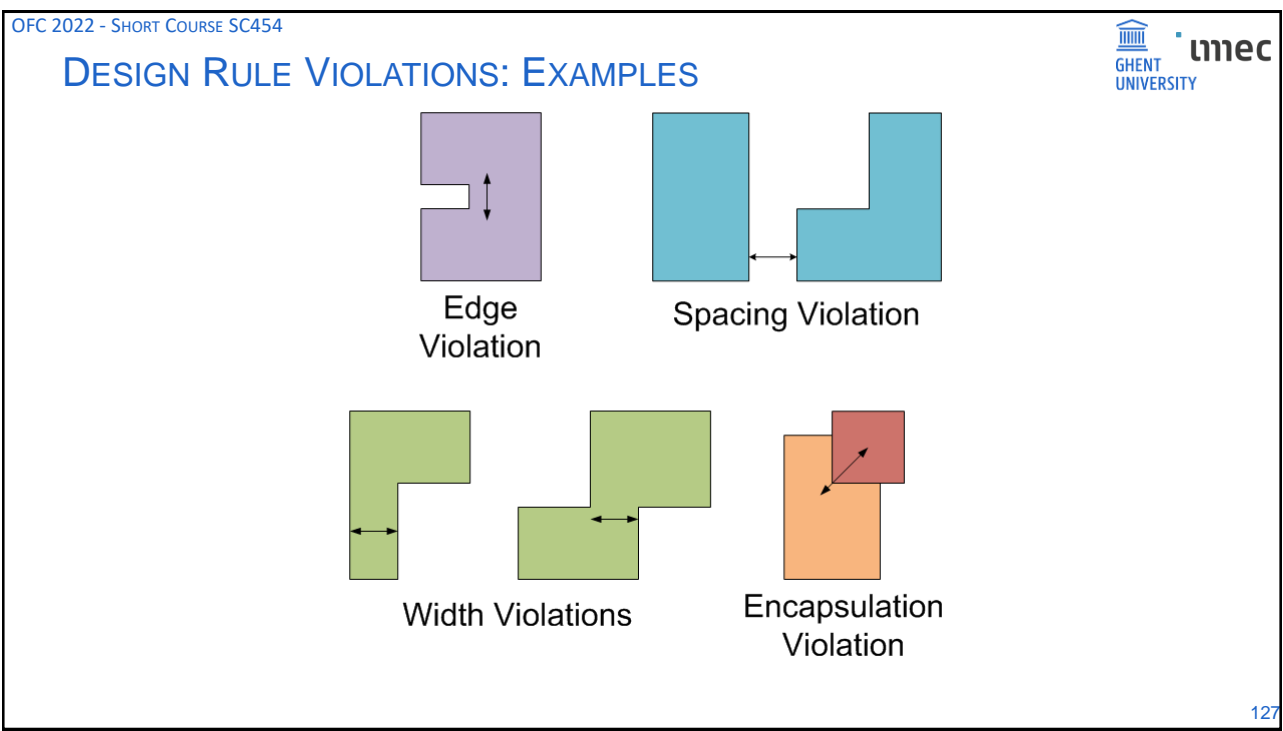 OFC 2022 - SHORT COURSE SC454
DESIGN RULE VIOLATIONS: EXAMPLES
GHENT
UNIVERSITY
imec
Edge
Violation
Spacing Violation
Width Violations
Encapsulation
Violation
127